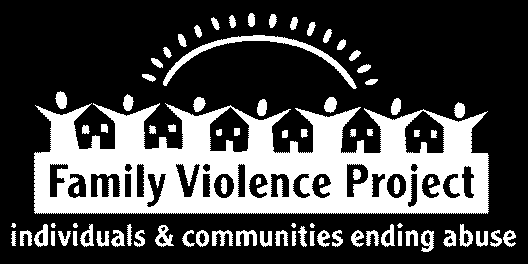 Family Violence Project
individuals & communities ending abuse